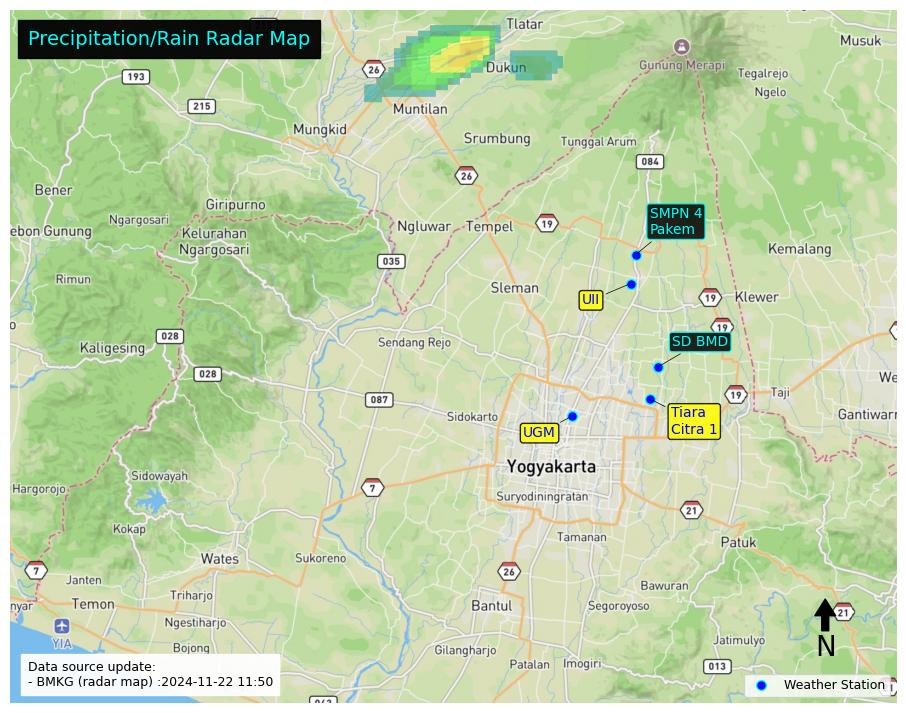 Precipitation/Rain Radar Map
Tlatar
Musuk
26
Dukun
Gunung Merapi
Tegalrejo
193
Ngelo
215
Muntilan
Mungkid
Srumbung
Tunggal Arum
084
26
Bener
Giripurno
SMPN 4
Pakem
Ngargosari
ebon Gunung
Kelurahan
Ngargosari
Ngluwar
Tempel
19
Kemalang
035
Rimun
Sleman
UII
19
Klewer
19
028
Kaligesing
Sendang Rejo
SD BMD
028
We
087
19
Taji
Sidokarto
Tiara
Citra 1
Gantiwarn
UGM
Yogyakarta
Sidowayah
Hargorojo
7
Suryodiningratan
21
Kokap
Tamanan
Patuk
Wates
Sukoreno
7
26
Janten
Bawuran
Triharjo
nyar
Temon
Bantul
Segoroyoso
21
Ngestiharjo
YIA
N
Jatimulyo
Bojong
Gilangharjo
Patalan
Imogiri
013
Data source update:
- BMKG (radar map) :2024-11-22 11:50
Weather Station